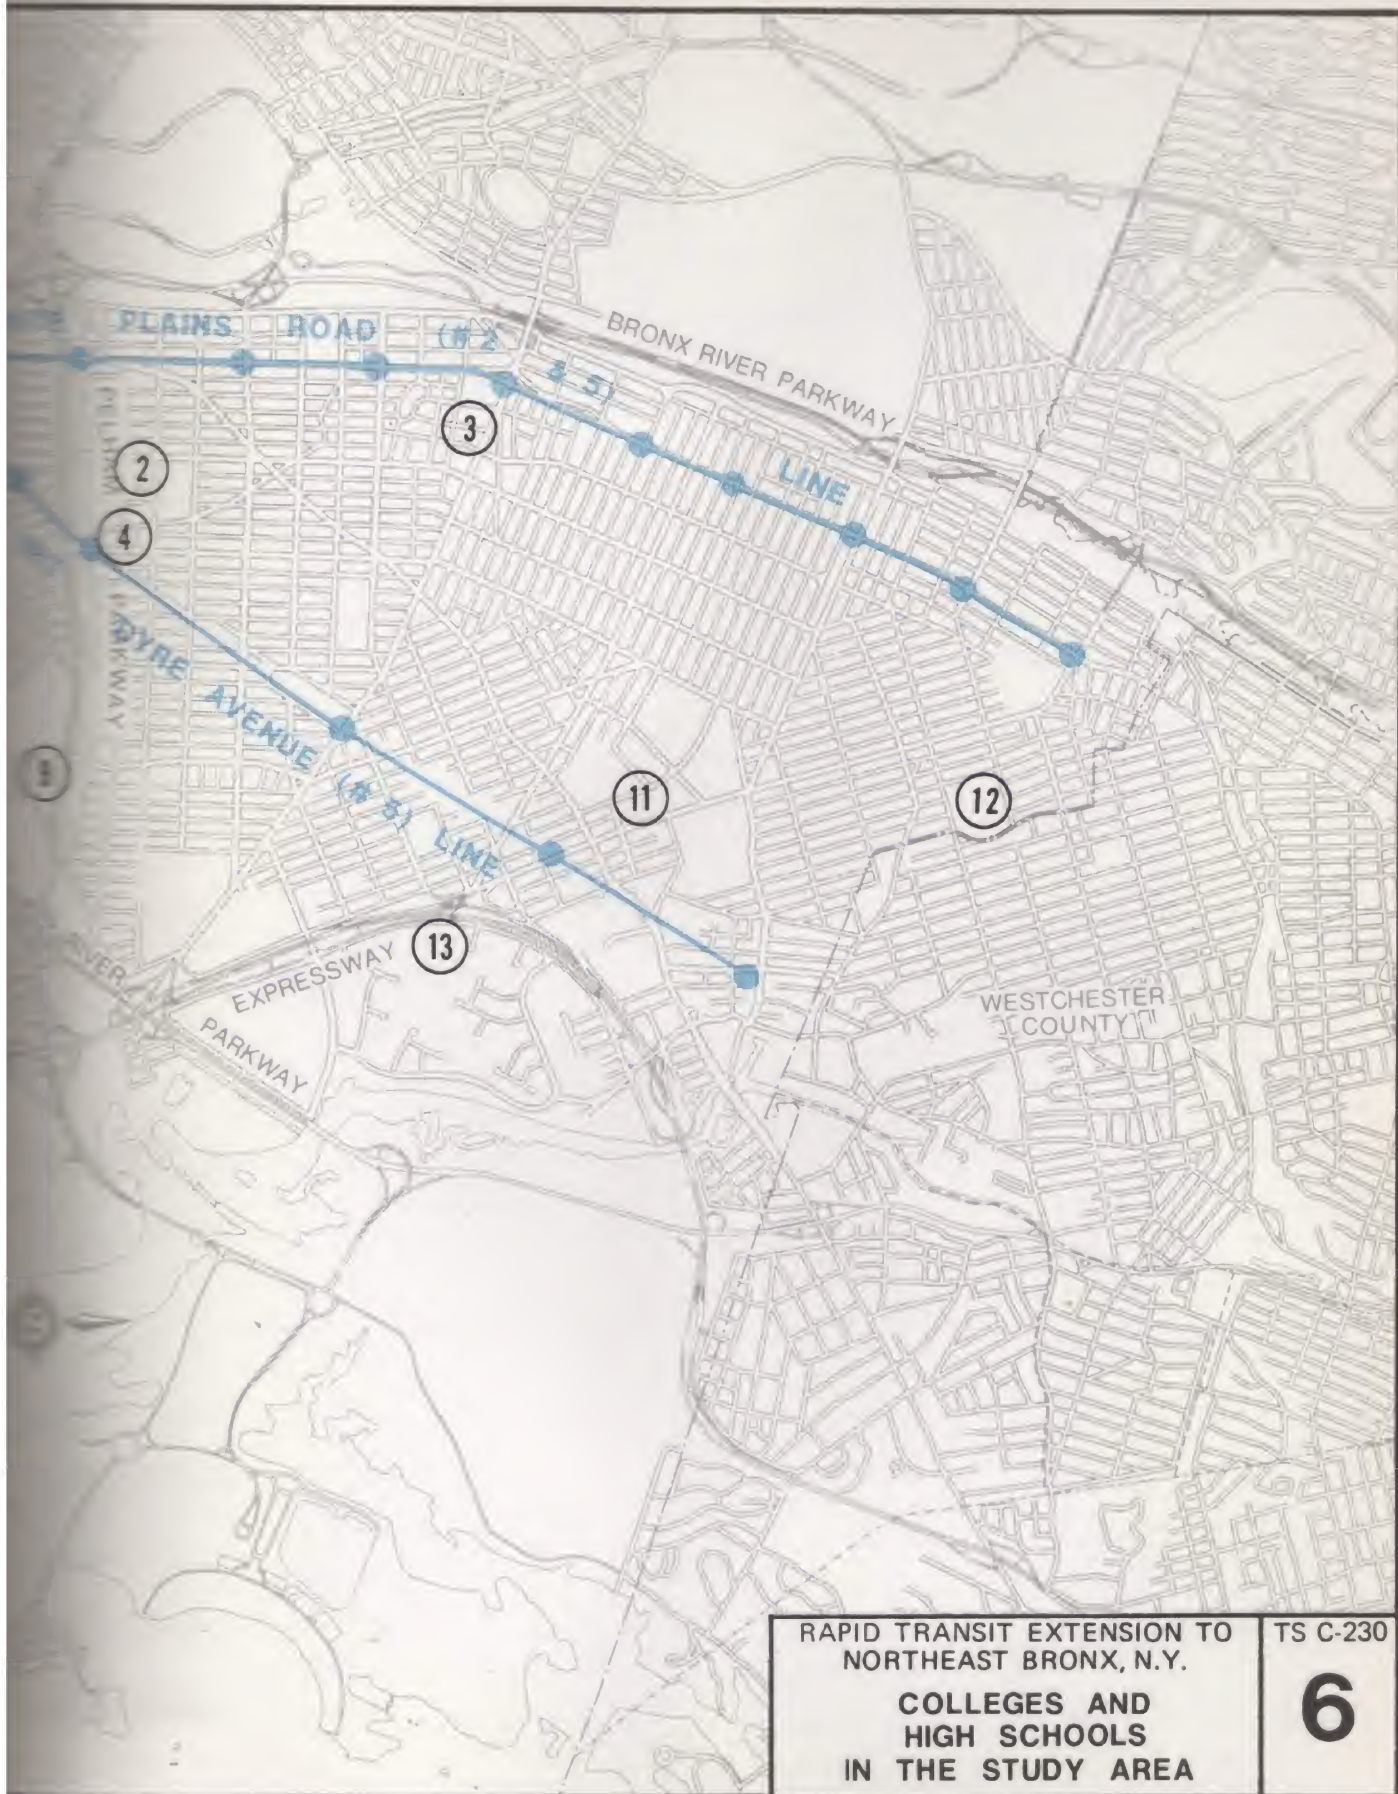 PLAINS ROAD (#2 & 5) LINE
BRONX RIVER PARKWAY
3
2
4
PELHAM PARKWAY
DYRE AVENUE (# 5) LINE
11
12
13
EXPRESSWAY
RIVER
PARKWAY
WESTCHESTER
COUNTY
RAPID TRANSIT EXTENSION TO
NORTHEAST BRONX, N.Y.
COLLEGES AND
HIGH SCHOOLS
IN THE STUDY AREA
TS C-230
6